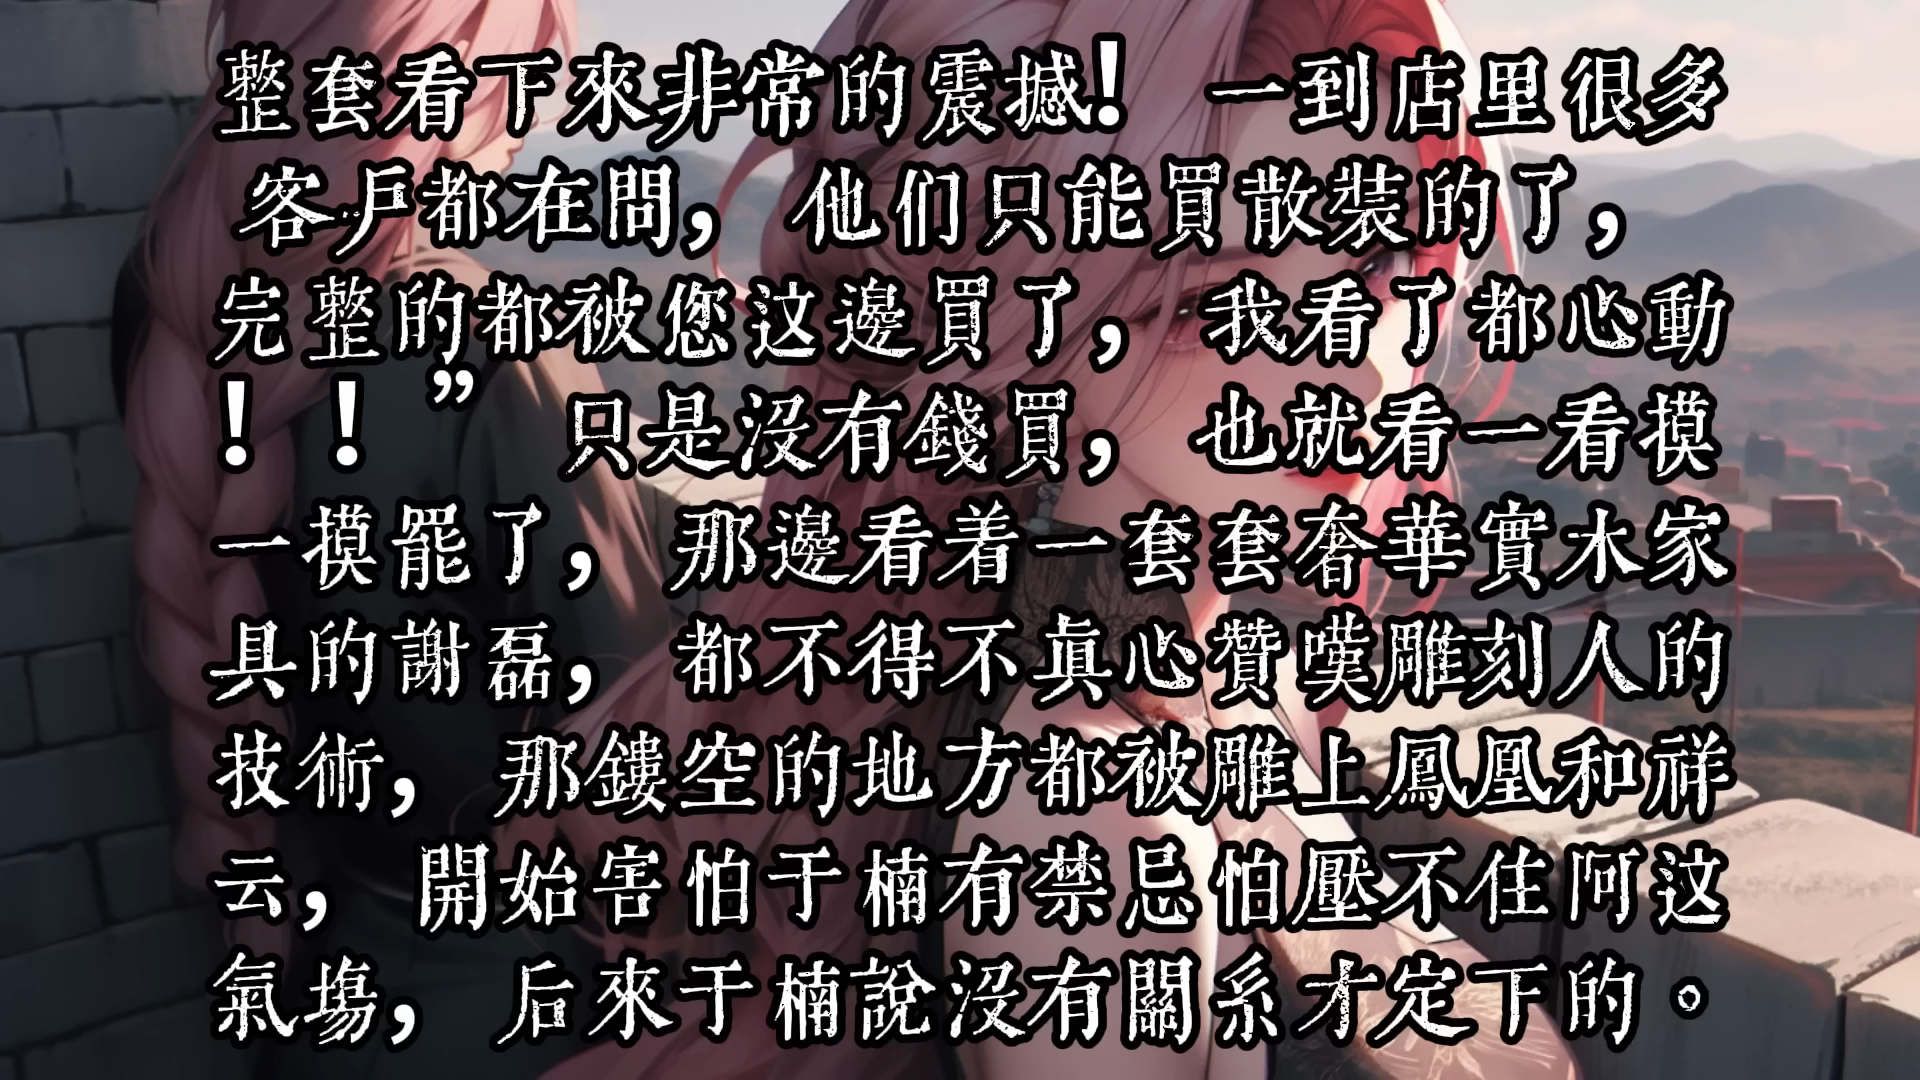 整套看下來非常的震撼！ 一到店里很多
客戶都在問， 他们只能買散裝的了，
完整的都被您这邊買了， 我看了都心動
！！” 只是沒有錢買， 也就看一看摸
一摸罷了， 那邊看着一套套奢華實木家
具的謝磊， 都不得不真心贊嘆雕刻人的
技術， 那鏤空的地方都被雕上鳳凰和祥
云， 開始害怕于楠有禁忌怕壓不住阿这
氣場， 后來于楠說沒有關系才定下的。